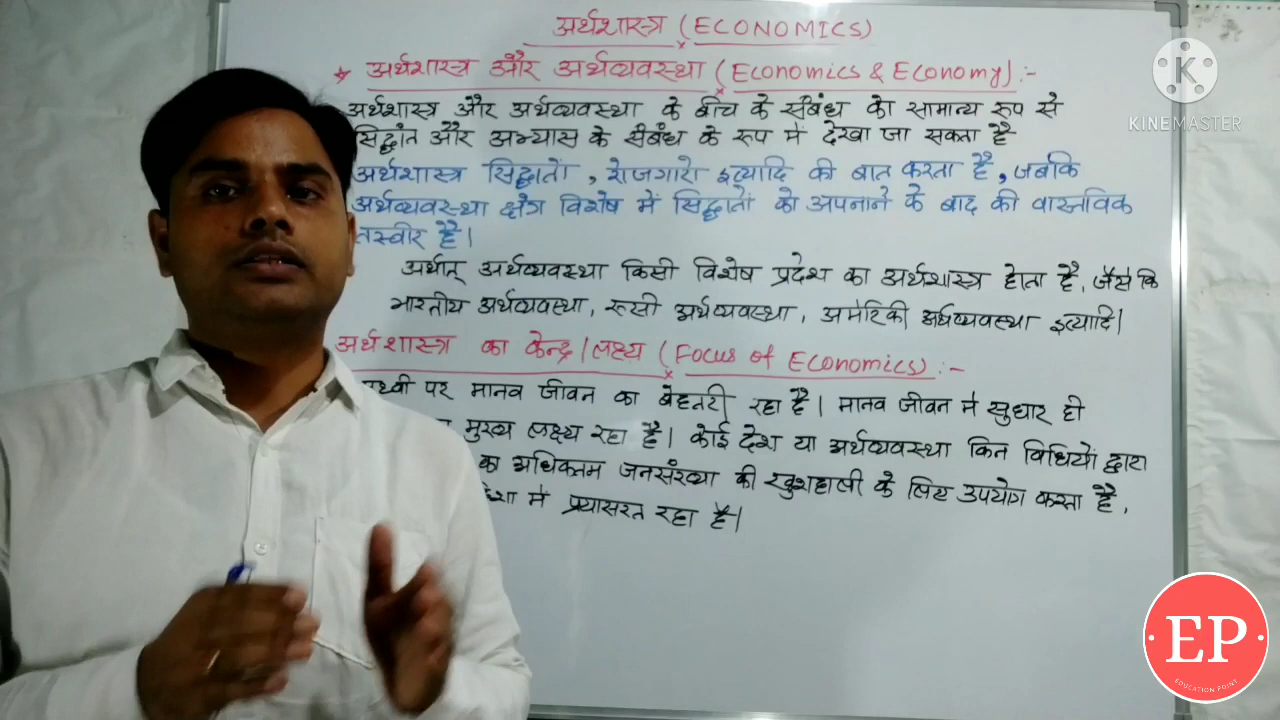 अर्थशास्त्र (ECONOMICS)
* अर्थशास्त्र और अर्थव्यवस्था (Economics & Economy) :-
अर्थशास्त्र और अर्थव्यवस्था के बीच के संबंध को सामान्य रूप से
सिद्धांत और अभ्यास के संबंध के रूप में देखा जा सकता है
अर्थशास्त्र सिद्धातों , रोजगारो इत्यादि की बात करता है, जबकि
अर्थव्यवस्था क्षेत्र विशेष में सिद्धातों को अपनाने के बाद की वास्तविक
तस्वीर है।
अर्थात् अर्थव्यवस्था किसी विशेष प्रदेश का अर्थशास्त्र होता है, जैसे कि
भारतीय अर्थव्यवस्था, रूसी अर्थव्यवस्था, अमेरिकी अर्थव्यवस्था इत्यादि।
अर्थशास्त्र का केन्द्र/लक्ष्य (Focus of Economics) :-
पर मानव जीवन का बेहतरी रहा है। मानव जीवन में सुधार ही
मुख्य लक्ष्य रहा है। कोई देश या अर्थव्यवस्था किन विधियों द्वारा
का अधिकतम जनसंख्या की खुशहाली के लिए उपयोग करता है,
में प्रयासरत रहा है।
K
KINEMASTER
EP
EDUCATION POINT